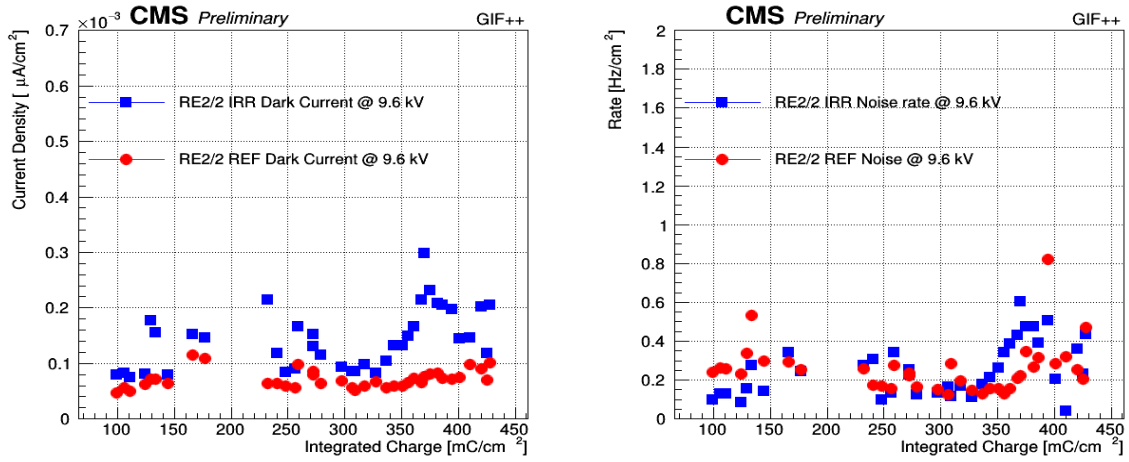 ×10⁻³ CMS Preliminary GIF++
Current Density [ μA/cm²]
0.7
0.6
0.5
0.4
0.3
0.2
0.1
0
RE2/2 IRR Dark Current @ 9.6 kV
RE2/2 REF Dark Current @ 9.6 kV
100 150 200 250 300 350 400 450
Integrated Charge [mC/cm ²]
CMS Preliminary GIF++
Rate [Hz/cm²]
2
1.8
1.6
1.4
1.2
1
0.8
0.6
0.4
0.2
0
RE2/2 IRR Noise rate @ 9.6 kV
RE2/2 REF Noise @ 9.6 kV
100 150 200 250 300 350 400 450
Integrated Charge [mC/cm ²]